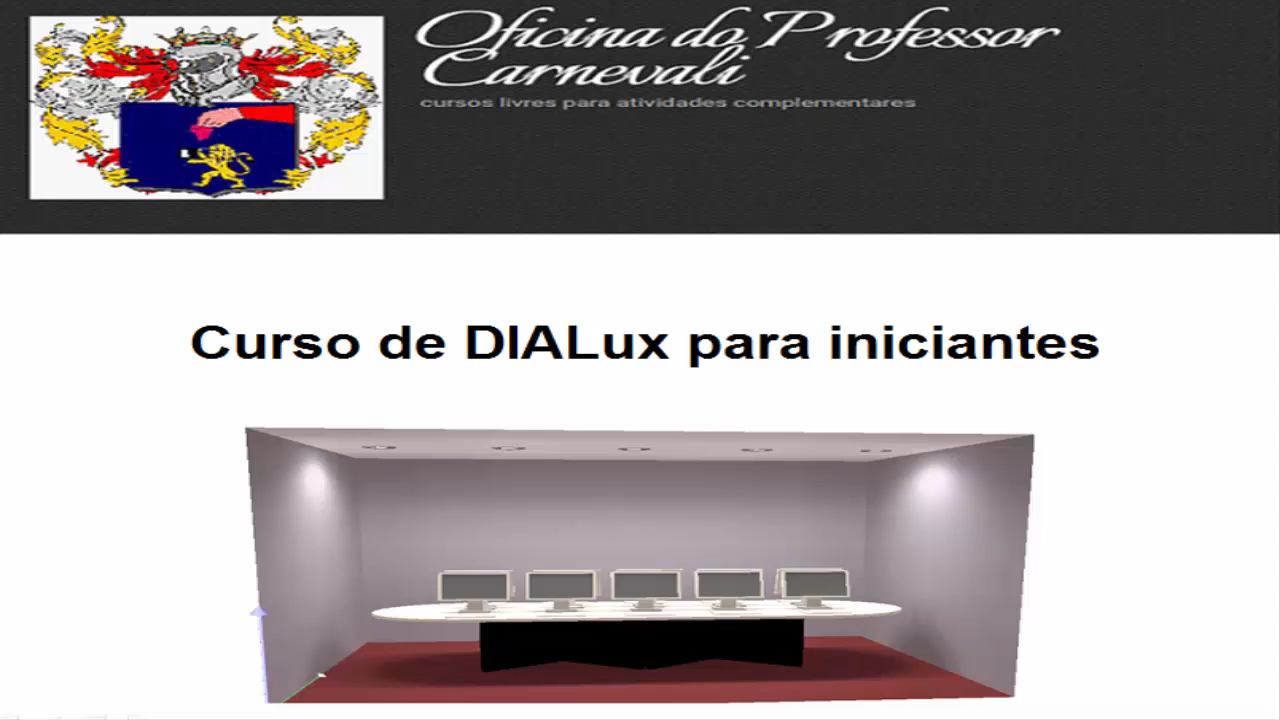 Oficina do Professor
Carnevali
cursos livres para atividades complementares
Curso de DIALux para iniciantes